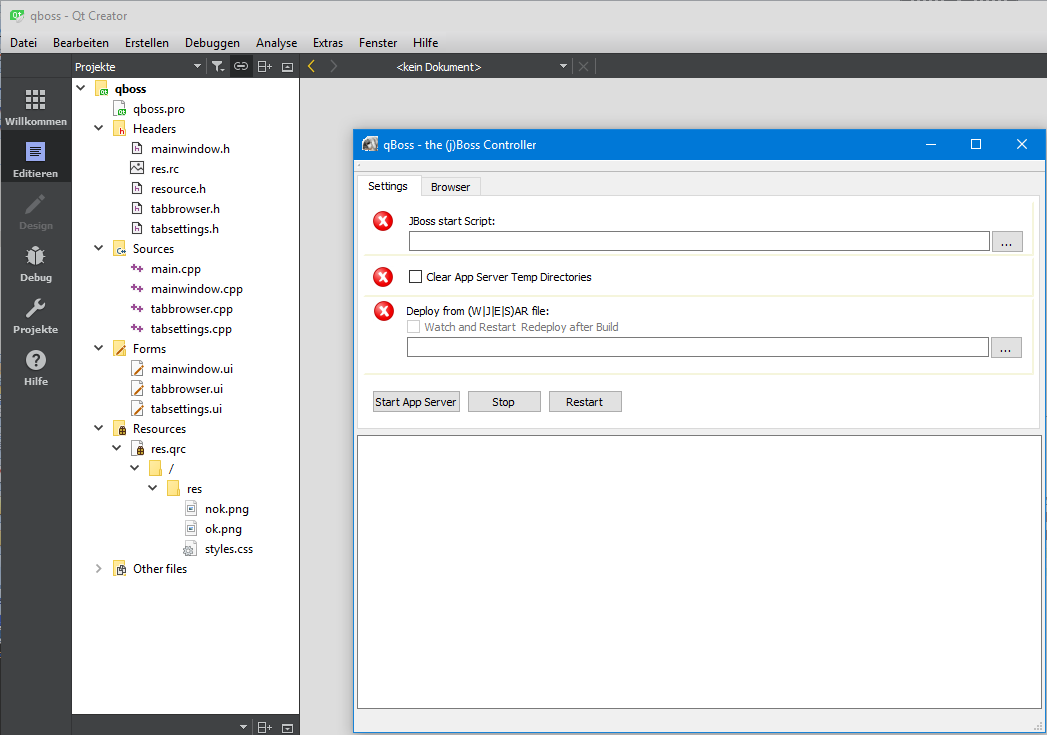 qboss - Qt Creator
Datei Bearbeiten Erstellen Debuggen Analyse Extras Fenster Hilfe
Projekte
<kein Dokument>
Willkommen
Editieren
Design
Debug
Projekte
Hilfe
qboss
qboss.pro
Headers
mainwindow.h
res.rc
resource.h
tabbrowser.h
tabsettings.h
Sources
main.cpp
mainwindow.cpp
tabbrowser.cpp
tabsettings.cpp
Forms
mainwindow.ui
tabbrowser.ui
tabsettings.ui
Resources
res.qrc
/
res
nok.png
ok.png
styles.css
Other files
qBoss - the (j)Boss Controller
Settings Browser
JBoss start Script:
...
Clear App Server Temp Directories
Deploy from (W|J|E|S)AR file:
Watch and Restart Redeploy after Build
...
Start App Server Stop Restart